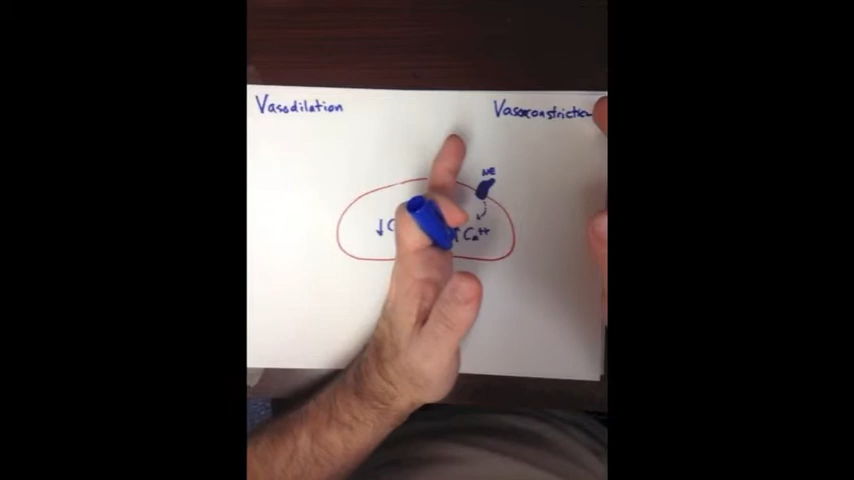 Vasodilation
Vasoconstriction
NE
↓ C
↑ Ca++